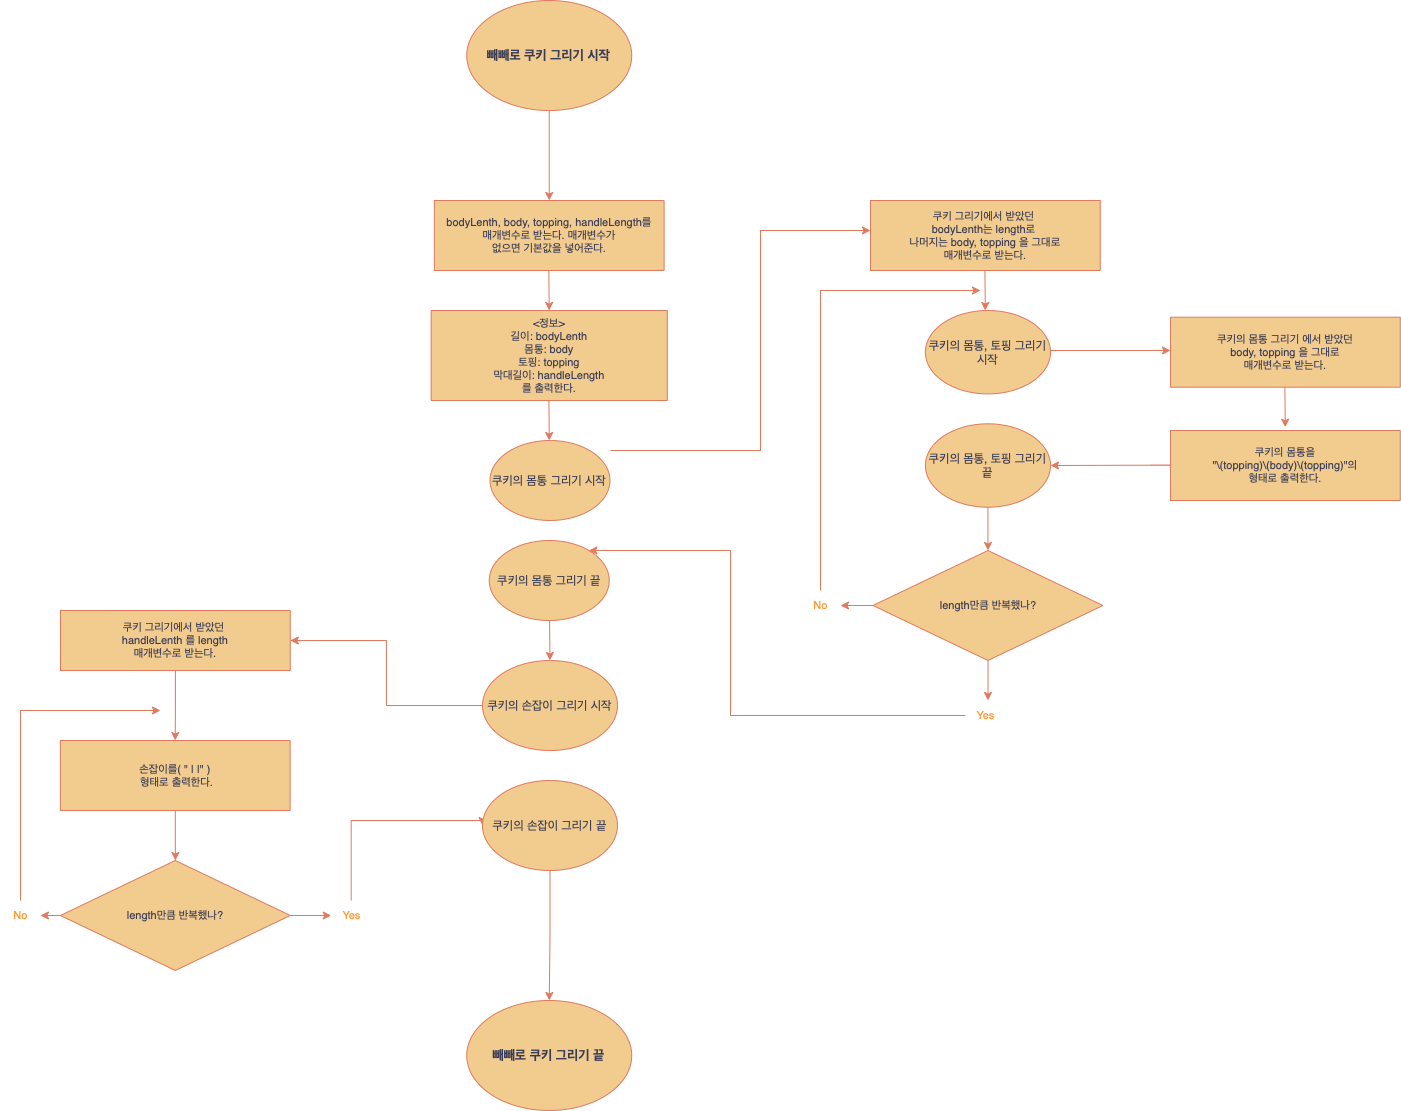 빼빼로 쿠키 그리기 시작
bodyLenth, body, topping, handleLength를
매개변수로 받는다. 매개변수가
없으면 기본값을 넣어준다.
<정보>
길이: bodyLenth
몸통: body
토핑: topping
막대길이: handleLength
를 출력한다.
쿠키의 몸통 그리기 시작
쿠키 그리기에서 받았던
bodyLenth는 length로
나머지는 body, topping 을 그대로
매개변수로 받는다.
쿠키의 몸통, 토핑 그리기
시작
쿠키의 몸통 그리기 에서 받았던
body, topping 을 그대로
매개변수로 받는다.
쿠키의 몸통을
"\(topping)\(body)\(topping)"의
형태로 출력한다.
쿠키의 몸통, 토핑 그리기
끝
length만큼 반복했나?
No
Yes
쿠키의 몸통 그리기 끝
쿠키의 손잡이 그리기 시작
쿠키 그리기에서 받았던
handleLenth 를 length
매개변수로 받는다.
손잡이를( " I I" )
형태로 출력한다.
length만큼 반복했나?
No
Yes
쿠키의 손잡이 그리기 끝
빼빼로 쿠키 그리기 끝